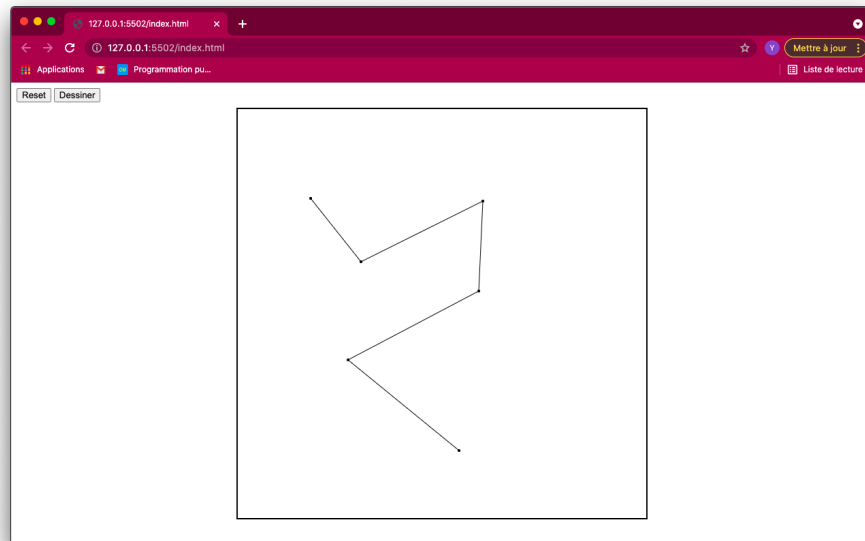 127.0.0.1:5502/index.html
127.0.0.1:5502/index.html
Y
Mettre à jour
Applications
Programmation pu...
Liste de lecture
Reset
Dessiner